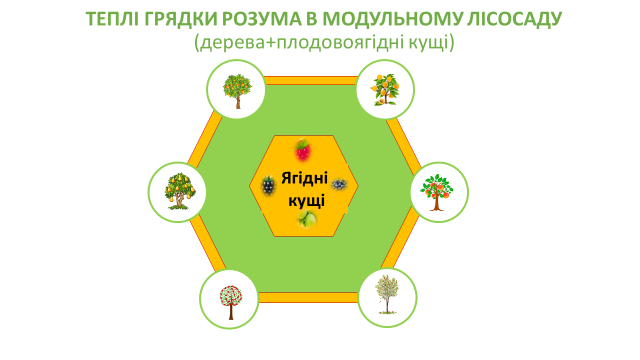 ТЕПЛІ ГРЯДКИ РОЗУМА В МОДУЛЬНОМУ ЛІСОСАДУ
(дерева+плодовоягідні кущі)
Ягідні
кущі